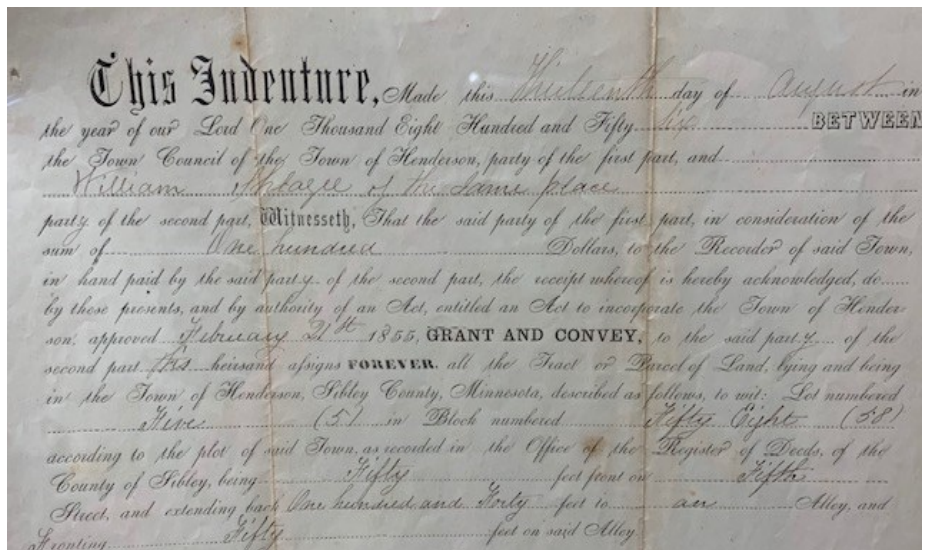 This Indenture, Made this Thirteenth day of August in
the year of our Lord One Thousand Eight Hundred and Fifty six BETWEEN
the Town Council of the Town of Henderson, party of the first part, and
William of the same place
party of the second part, Witnesseth, That the said party of the first part, in consideration of the
sum of One hundred Dollars, to the Recorder of said Town,
in hand paid by the said party of the second part, the receipt whereof is hereby acknowledged, do
by these presents, and by authority of an Act, entitled an Act to incorporate the Town of Hender
son, approved February 1855, GRANT AND CONVEY, to the said party of the
second part his heirs and assigns FOREVER, all the Tract or Parcel of Land, lying and being
in the Town of Henderson, Sibley County, Minnesota, described as follows, to wit: Lot numbered
Five (5) in Block numbered Fifty Eight (58)
according to the plot of said Town, as recorded in the Office of the Register of Deeds, of the
County of Sibley, being Fifty feet front on Fifth
Street, and extending back One hundred and Forty feet to an Alley, and
Fronting Fifty feet on said Alley.